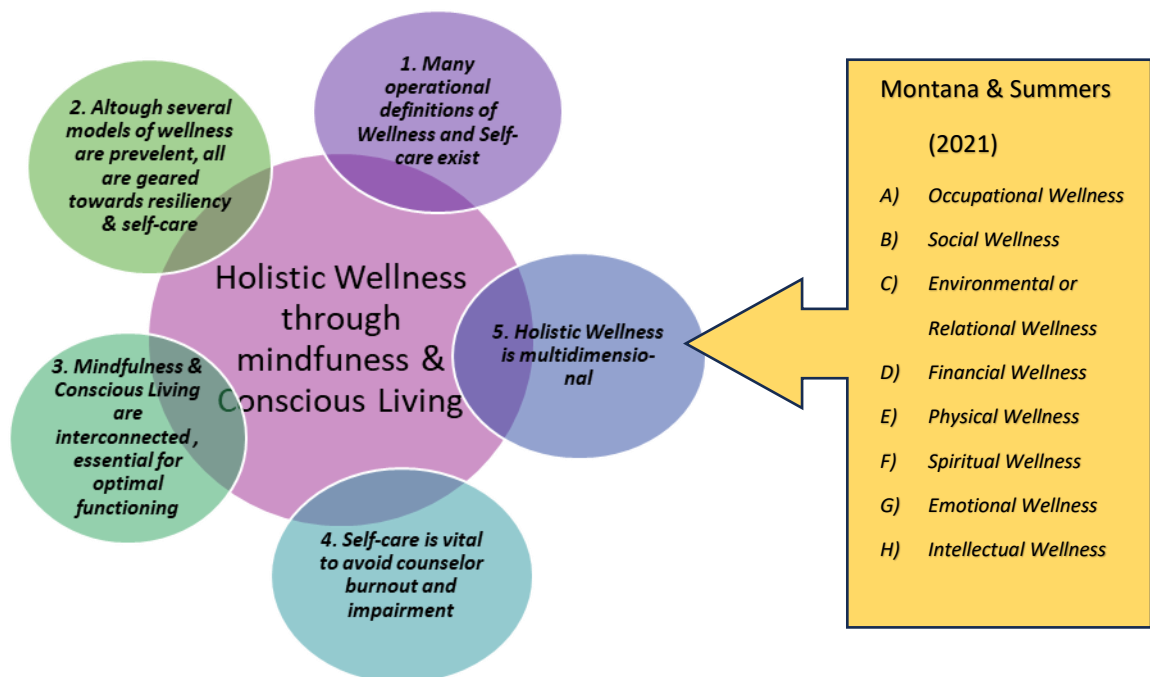 1. Many
operational
definitions of
Wellness and Self-
care exist
2. Altough several
models of wellness
are prevelent, all
are geared
towards resiliency
& self-care
Holistic Wellness
through
mindfuness &
Conscious Living
3. Mindfulness &
Conscious Living
are
interconnected ,
essential for
optimal
functioning
4. Self-care is vital
to avoid counselor
burnout and
impairment
5. Holistic Wellness
is multidimensio-
nal
Montana & Summers
(2021)
A) Occupational Wellness
B) Social Wellness
C) Environmental or
Relational Wellness
D) Financial Wellness
E) Physical Wellness
F) Spiritual Wellness
G) Emotional Wellness
H) Intellectual Wellness